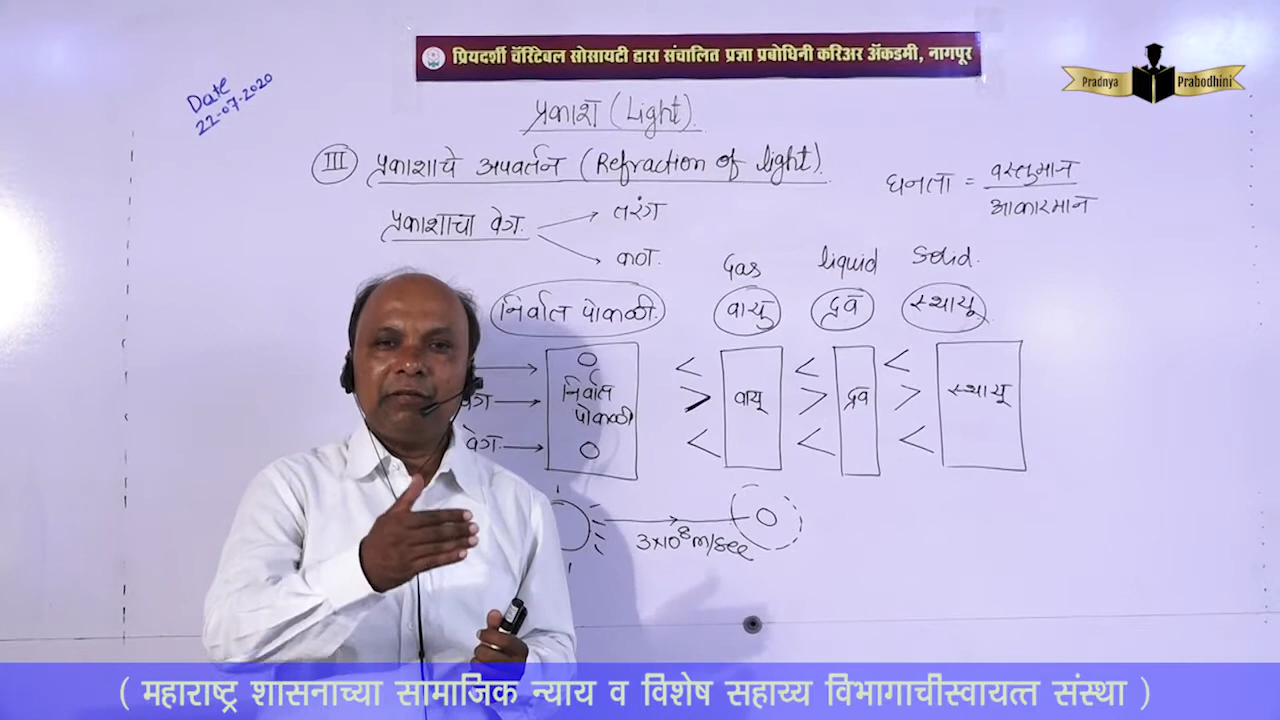 प्रियदर्शी चॅरिटेबल सोसायटी द्वारा संचालित प्रज्ञा प्रबोधिनी करिअर ॲकडमी, नागपूर
Pradnya Prabodhini
Date
22-07-2020
प्रकाश (Light).
III प्रकाशाचे अपवर्तन (Refraction of light).
घनता = वस्तुमान
आकारमान
प्रकाशाचा वेग
तरंग
कण.
Gas liquid Solid.
निर्वात पोकळी. वायु द्रव स्थायू
< < <
वेग निर्वात पोकळी > वायू > द्रव > स्थायू
वेग < < <
3×10⁸m/sec
( महाराष्ट्र शासनाच्या सामाजिक न्याय व विशेष सहाय्य विभागाचीस्वायत्त संस्था )